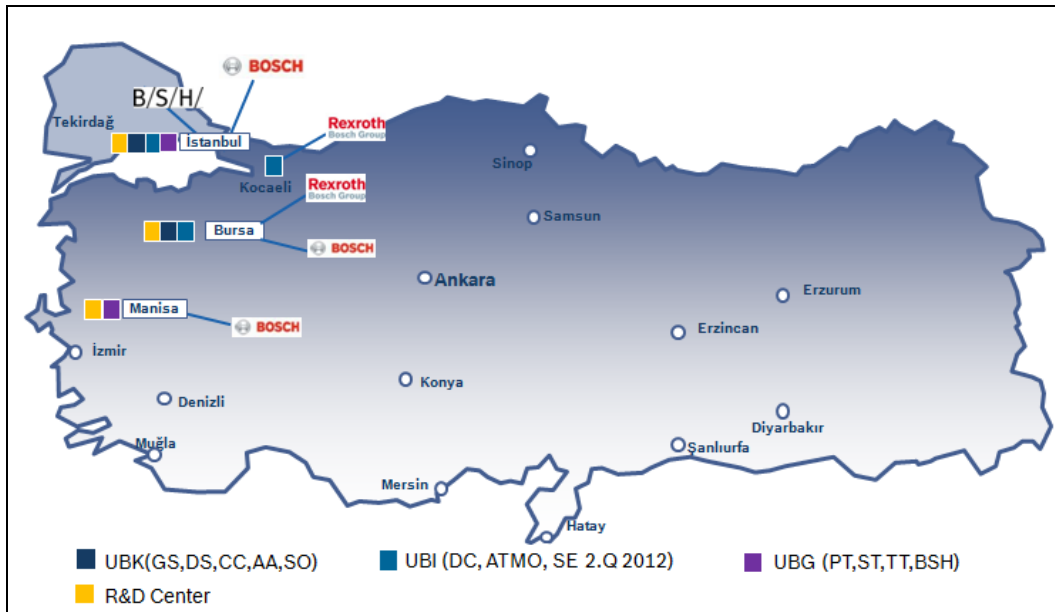 BOSCH
B/S/H/
Tekirdağ
İstanbul
Rexroth
Bosch Group
Kocaeli
Sinop
Rexroth
Bosch Group
Samsun
Bursa
BOSCH
Ankara
Erzurum
Manisa
BOSCH
Erzincan
İzmir
Konya
Denizli
Diyarbakır
Muğla
Şanlıurfa
Mersin
Hatay
UBK(GS,DS,CC,AA,SO)
UBI (DC, ATMO, SE 2.Q 2012)
UBG (PT,ST,TT,BSH)
R&D Center